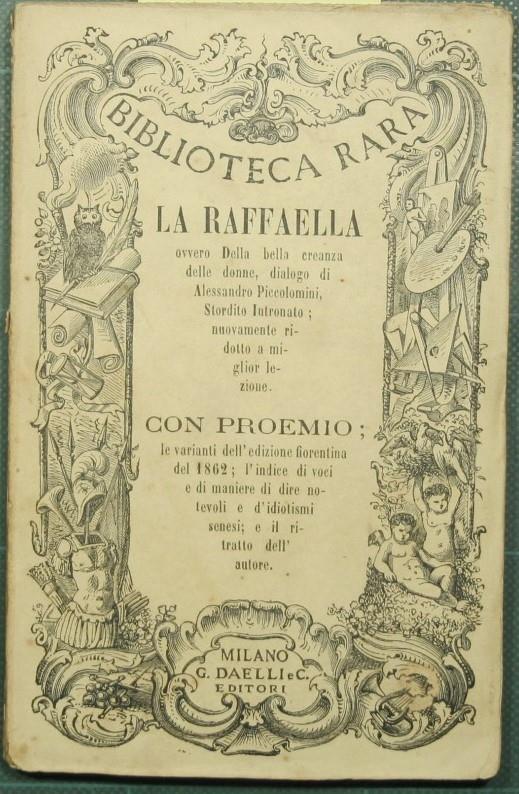 BIBLIOTECA RARA
LA RAFFAELLA
ovvero Della bella creanza
delle donne, dialogo di
Alessandro Piccolomini,
Stordito Intronato ;
nuovamente ri-
dotto a mi-
glior le-
zione.
CON PROEMIO ;
le varianti dell'edizione fiorentina
del 1862 ; l'indice di voci
e di maniere di dire no-
tevoli e d'idiotismi
senesi; e il ri-
tratto dell'
autore.
MILANO
G. DAELLI e C.
EDITORI